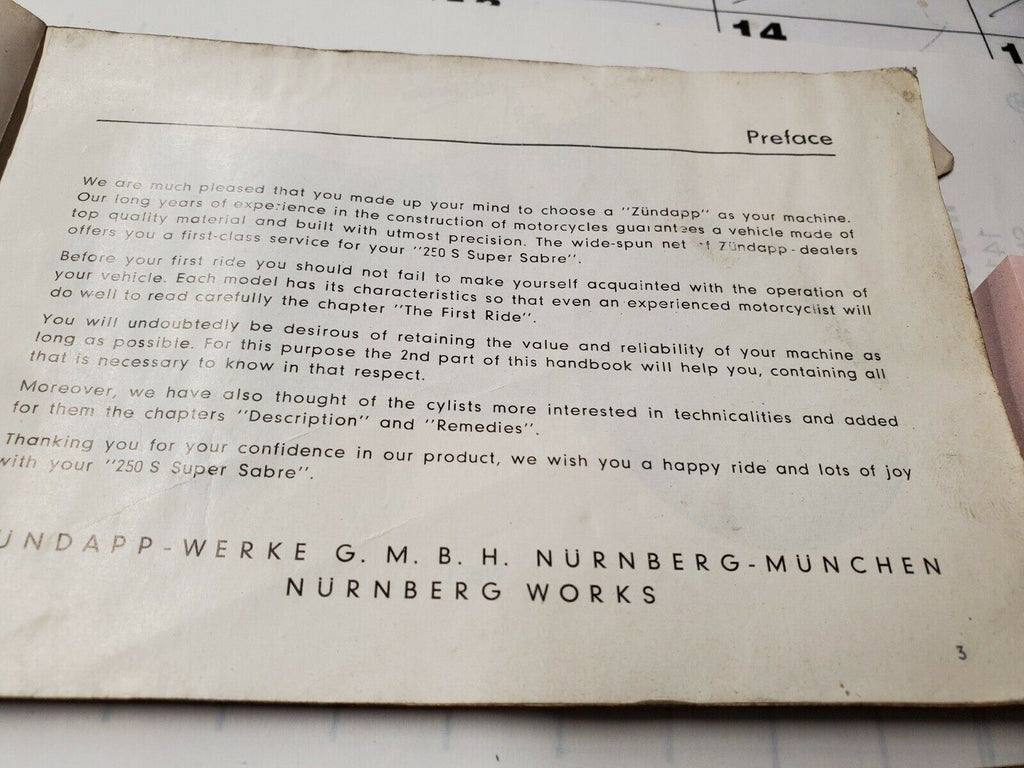 14
1
Preface
We are much pleased that you made up your mind to choose a "Zündapp" as your machine.
Our long years of experience in the construction of motorcycles guarantees a vehicle made of
top quality material and built with utmost precision. The wide-spun net of Zündapp-dealers
offers you a first-class service for your "250 S Super Sabre".
Before your first ride you should not fail to make yourself acquainted with the operation of
your vehicle. Each model has its characteristics so that even an experienced motorcyclist will
do well to read carefully the chapter "The First Ride".
You will undoubtedly be desirous of retaining the value and reliability of your machine as
long as possible. For this purpose the 2nd part of this handbook will help you, containing all
that is necessary to know in that respect.
Moreover, we have also thought of the cylists more interested in technicalities and added
for them the chapters "Description" and "Remedies".
Thanking you for your confidence in our product, we wish you a happy ride and lots of joy
with your "250 S Super Sabre".
ÜNDAPP-WERKE G. M. B. H. NÜRNBERG-MÜNCHEN
NÜRNBERG WORKS
3